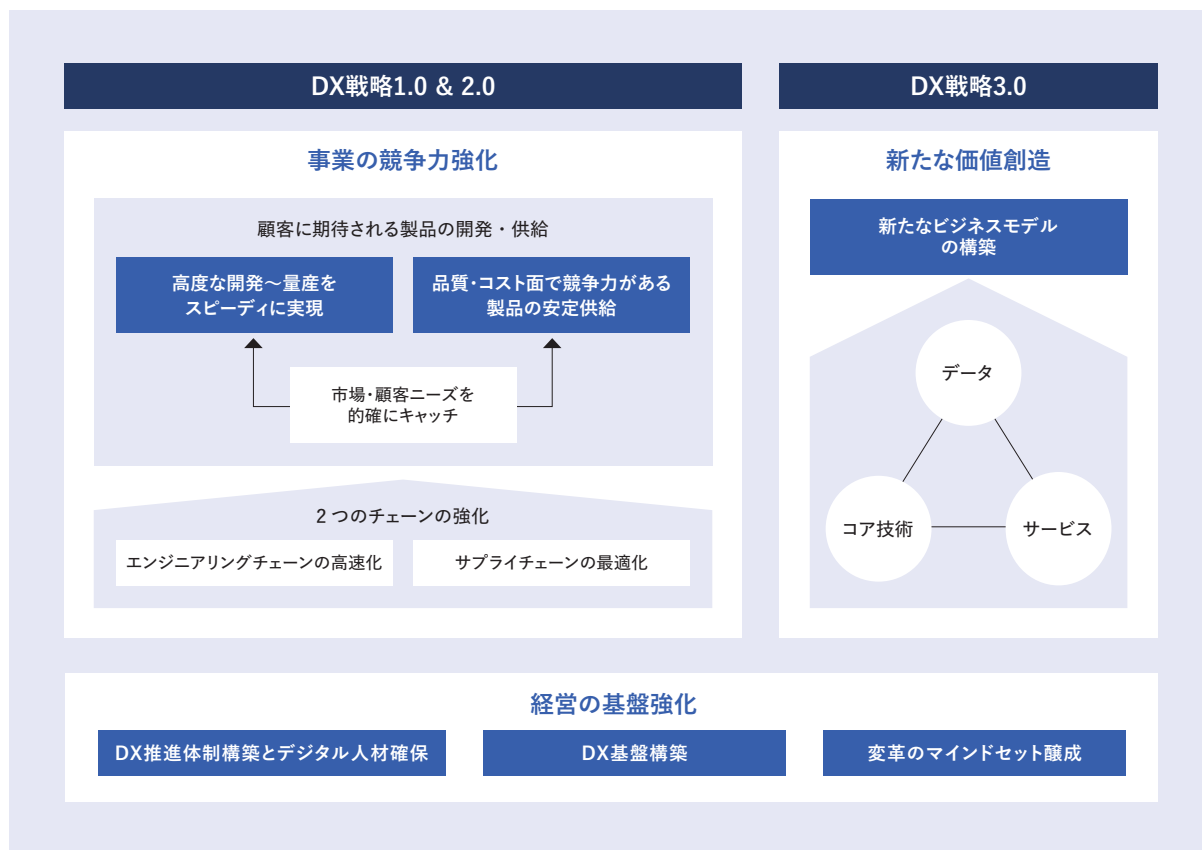 DX戦略1.0 & 2.0
事業の競争力強化
顧客に期待される製品の開発・供給
高度な開発～量産を
スピーディに実現
品質・コスト面で競争力がある
製品の安定供給
市場・顧客ニーズを
的確にキャッチ
2つのチェーンの強化
エンジニアリングチェーンの高速化
サプライチェーンの最適化
DX戦略3.0
新たな価値創造
新たなビジネスモデル
の構築
データ
コア技術
サービス
経営の基盤強化
DX推進体制構築とデジタル人材確保
DX基盤構築
変革のマインドセット醸成